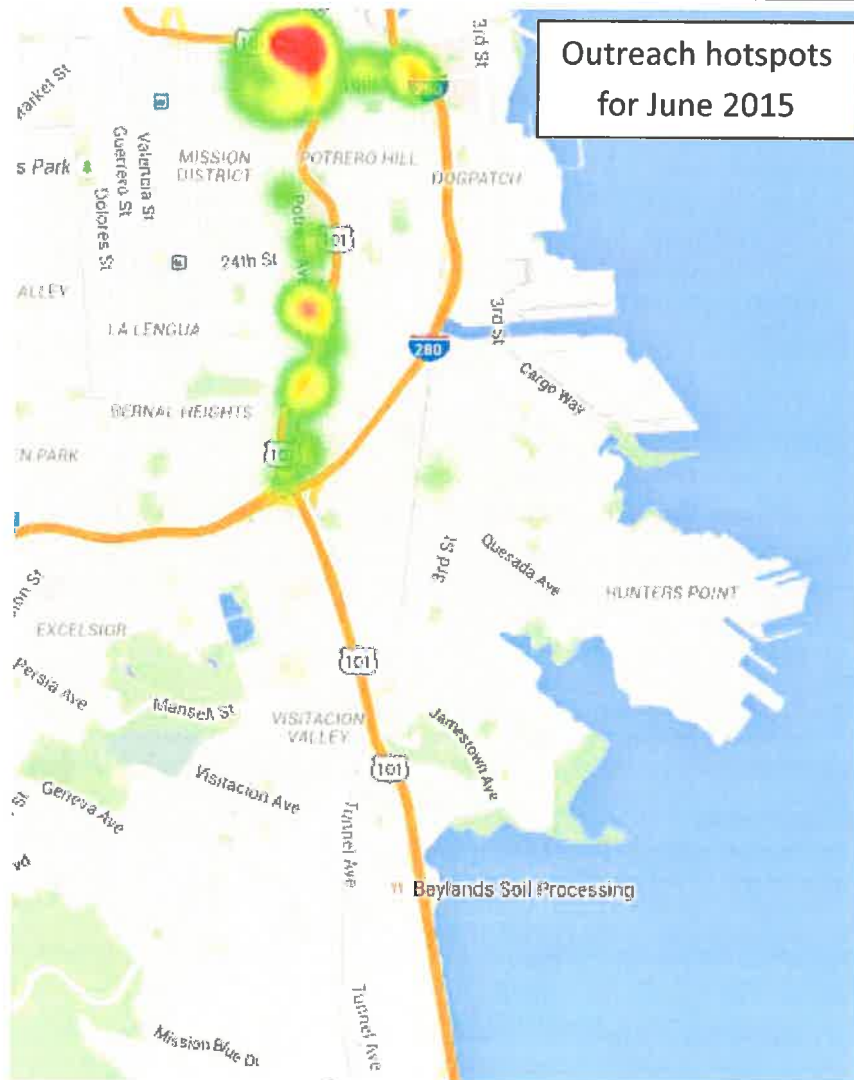 Outreach hotspots
for June 2015
3rd St
280
Market St
Valencia St
Guerrero St
Dolores St
s Park
MISSION
DISTRICT
POTRERO HILL
DOGPATCH
101
24th St
ALLEY
LA LENGUA
3rd St
280
Cargo Way
BERNAL HEIGHTS
EN PARK
3rd St
Quesada Ave
HUNTERS POINT
EXCELSIOR
Persia Ave
101
Mansell St
VISITACION
VALLEY
Jamestown Ave
101
Geneva Ave
Visitacion Ave
Tunnel Ave
Baylands Soil Processing
Tunnel Ave
Mission Blue Dr